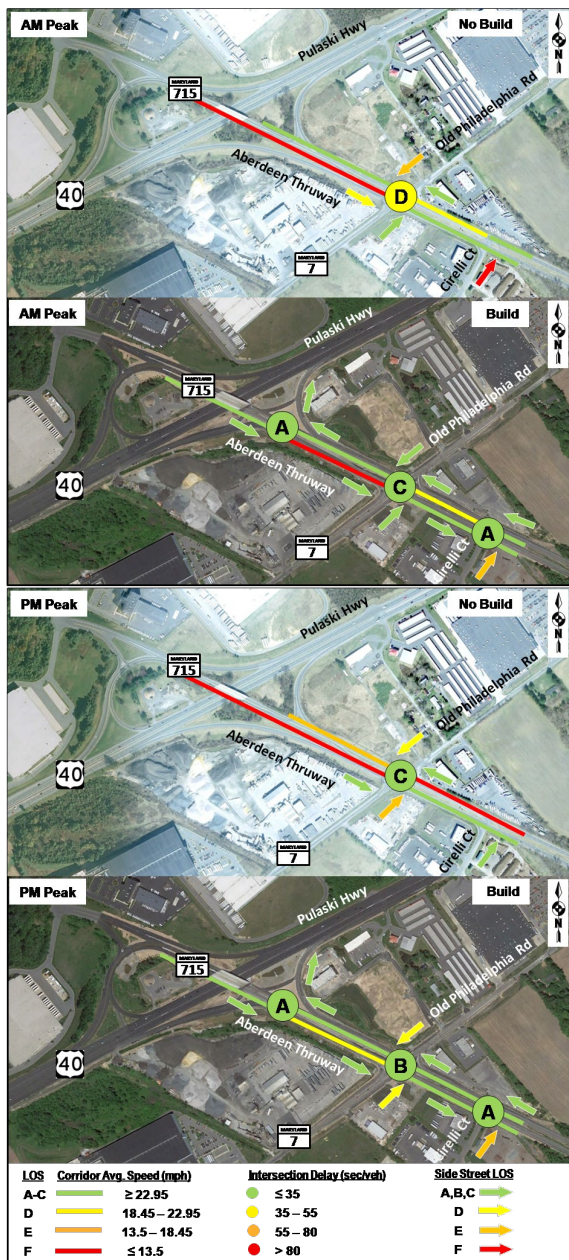 AM Peak
No Build
Pulaski Hwy
MARYLAND
715
Old Philadelphia Rd
N
40
Aberdeen Thruway
D
MARYLAND
7
Cirelli Ct
AM Peak
Build
Pulaski Hwy
N
MARYLAND
715
Old Philadelphia Rd
A
40
Aberdeen Thruway
C
MARYLAND
7
Cirelli Ct
A
PM Peak
No Build
Pulaski Hwy
N
MARYLAND
715
Old Philadelphia Rd
40
Aberdeen Thruway
C
MARYLAND
7
Cirelli Ct
PM Peak
Build
Pulaski Hwy
N
MARYLAND
715
Old Philadelphia Rd
A
40
Aberdeen Thruway
B
MARYLAND
7
Cirelli Ct
A
LOS Corridor Avg. Speed (mph) Intersection Delay (sec/veh) Side Street LOS
A-C ≥ 22.95 ≤ 35 A,B,C
D 18.45 – 22.95 35 – 55 D
E 13.5 – 18.45 55 – 80 E
F ≤ 13.5 > 80 F